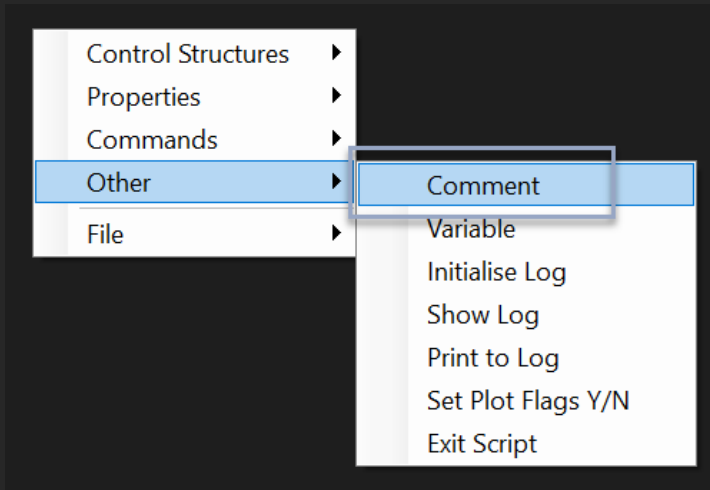 Control Structures
Properties
Commands
Other
File
Comment
Variable
Initialise Log
Show Log
Print to Log
Set Plot Flags Y/N
Exit Script